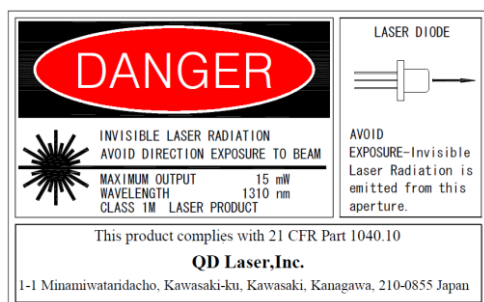 DANGER
INVISIBLE LASER RADIATION
AVOID DIRECTION EXPOSURE TO BEAM
MAXIMUM OUTPUT 15 mW
WAVELENGTH 1310 nm
CLASS 1M LASER PRODUCT
LASER DIODE
AVOID
EXPOSURE-Invisible
Laser Radiation is
emitted from this
aperture.
This product complies with 21 CFR Part 1040.10
QD Laser,Inc.
1-1 Minamiwataridacho, Kawasaki-ku, Kawasaki, Kanagawa, 210-0855 Japan